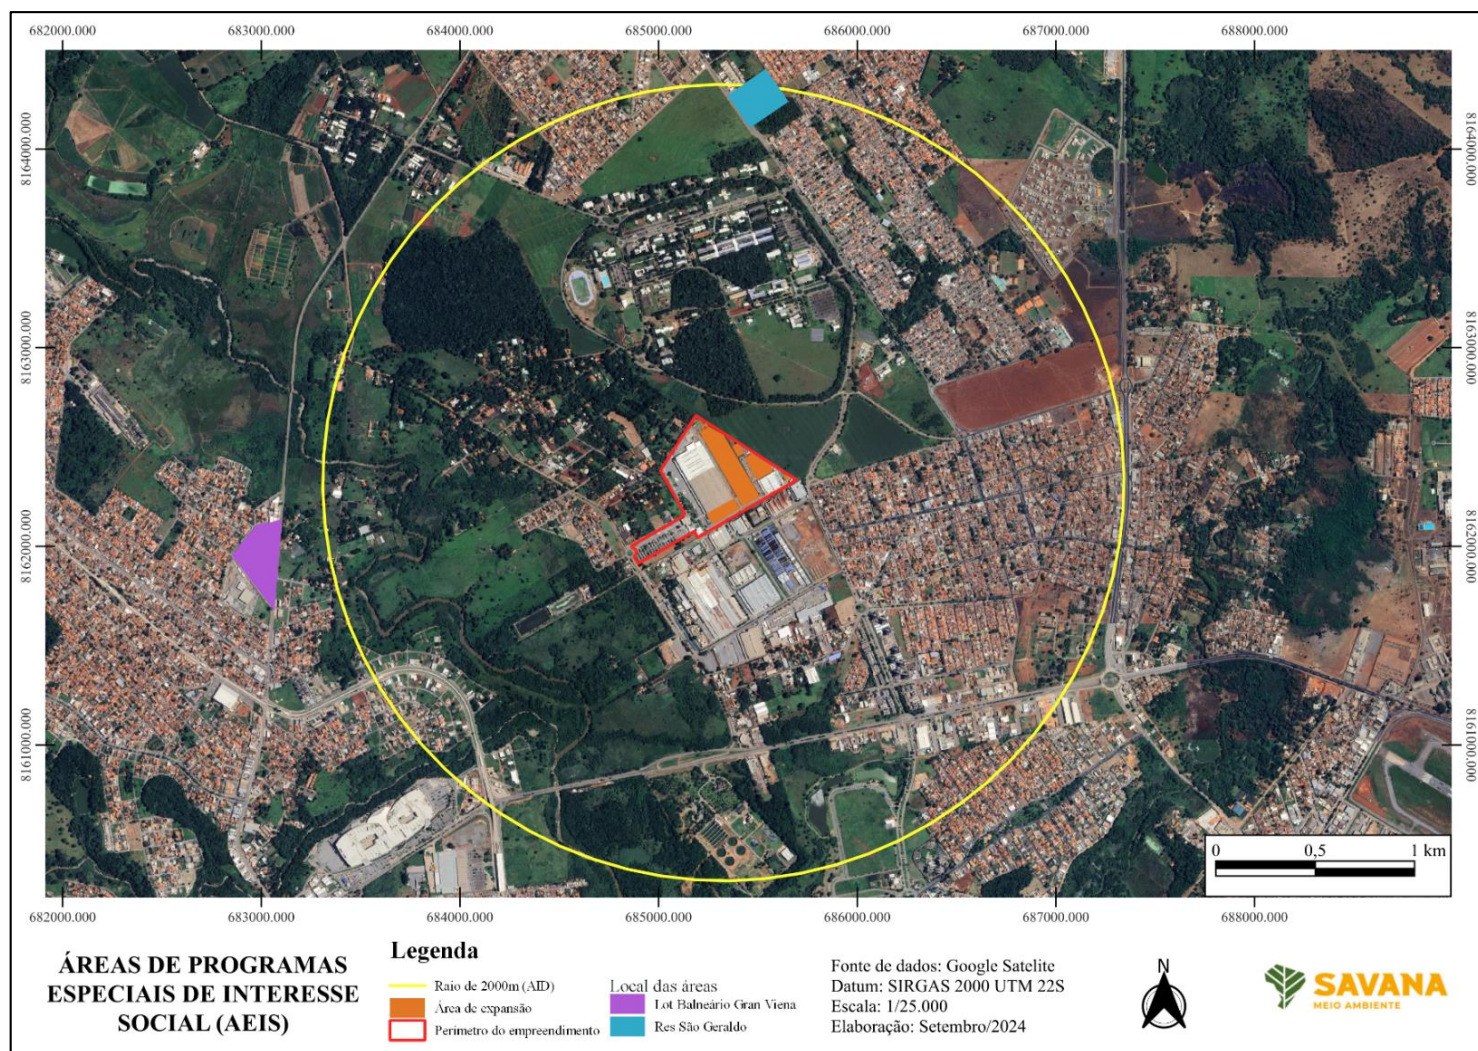 682000.000 683000.000 684000.000 685000.000 686000.000 687000.000 688000.000
8164000.000 8164000.000
8163000.000 8163000.000
8162000.000 8162000.000
8161000.000 8161000.000
0 0,5 1 km
682000.000 683000.000 684000.000 685000.000 686000.000 687000.000 688000.000
ÁREAS DE PROGRAMAS
ESPECIAIS DE INTERESSE
SOCIAL (AEIS)
Legenda
Raio de 2000m (AID)
Área de expansão
Perímetro do empreendimento
Local das áreas
Lot Balneário Gran Viena
Res São Geraldo
Fonte de dados: Google Satelite
Datum: SIRGAS 2000 UTM 22S
Escala: 1/25.000
Elaboração: Setembro/2024
N
SAVANA
MEIO AMBIENTE